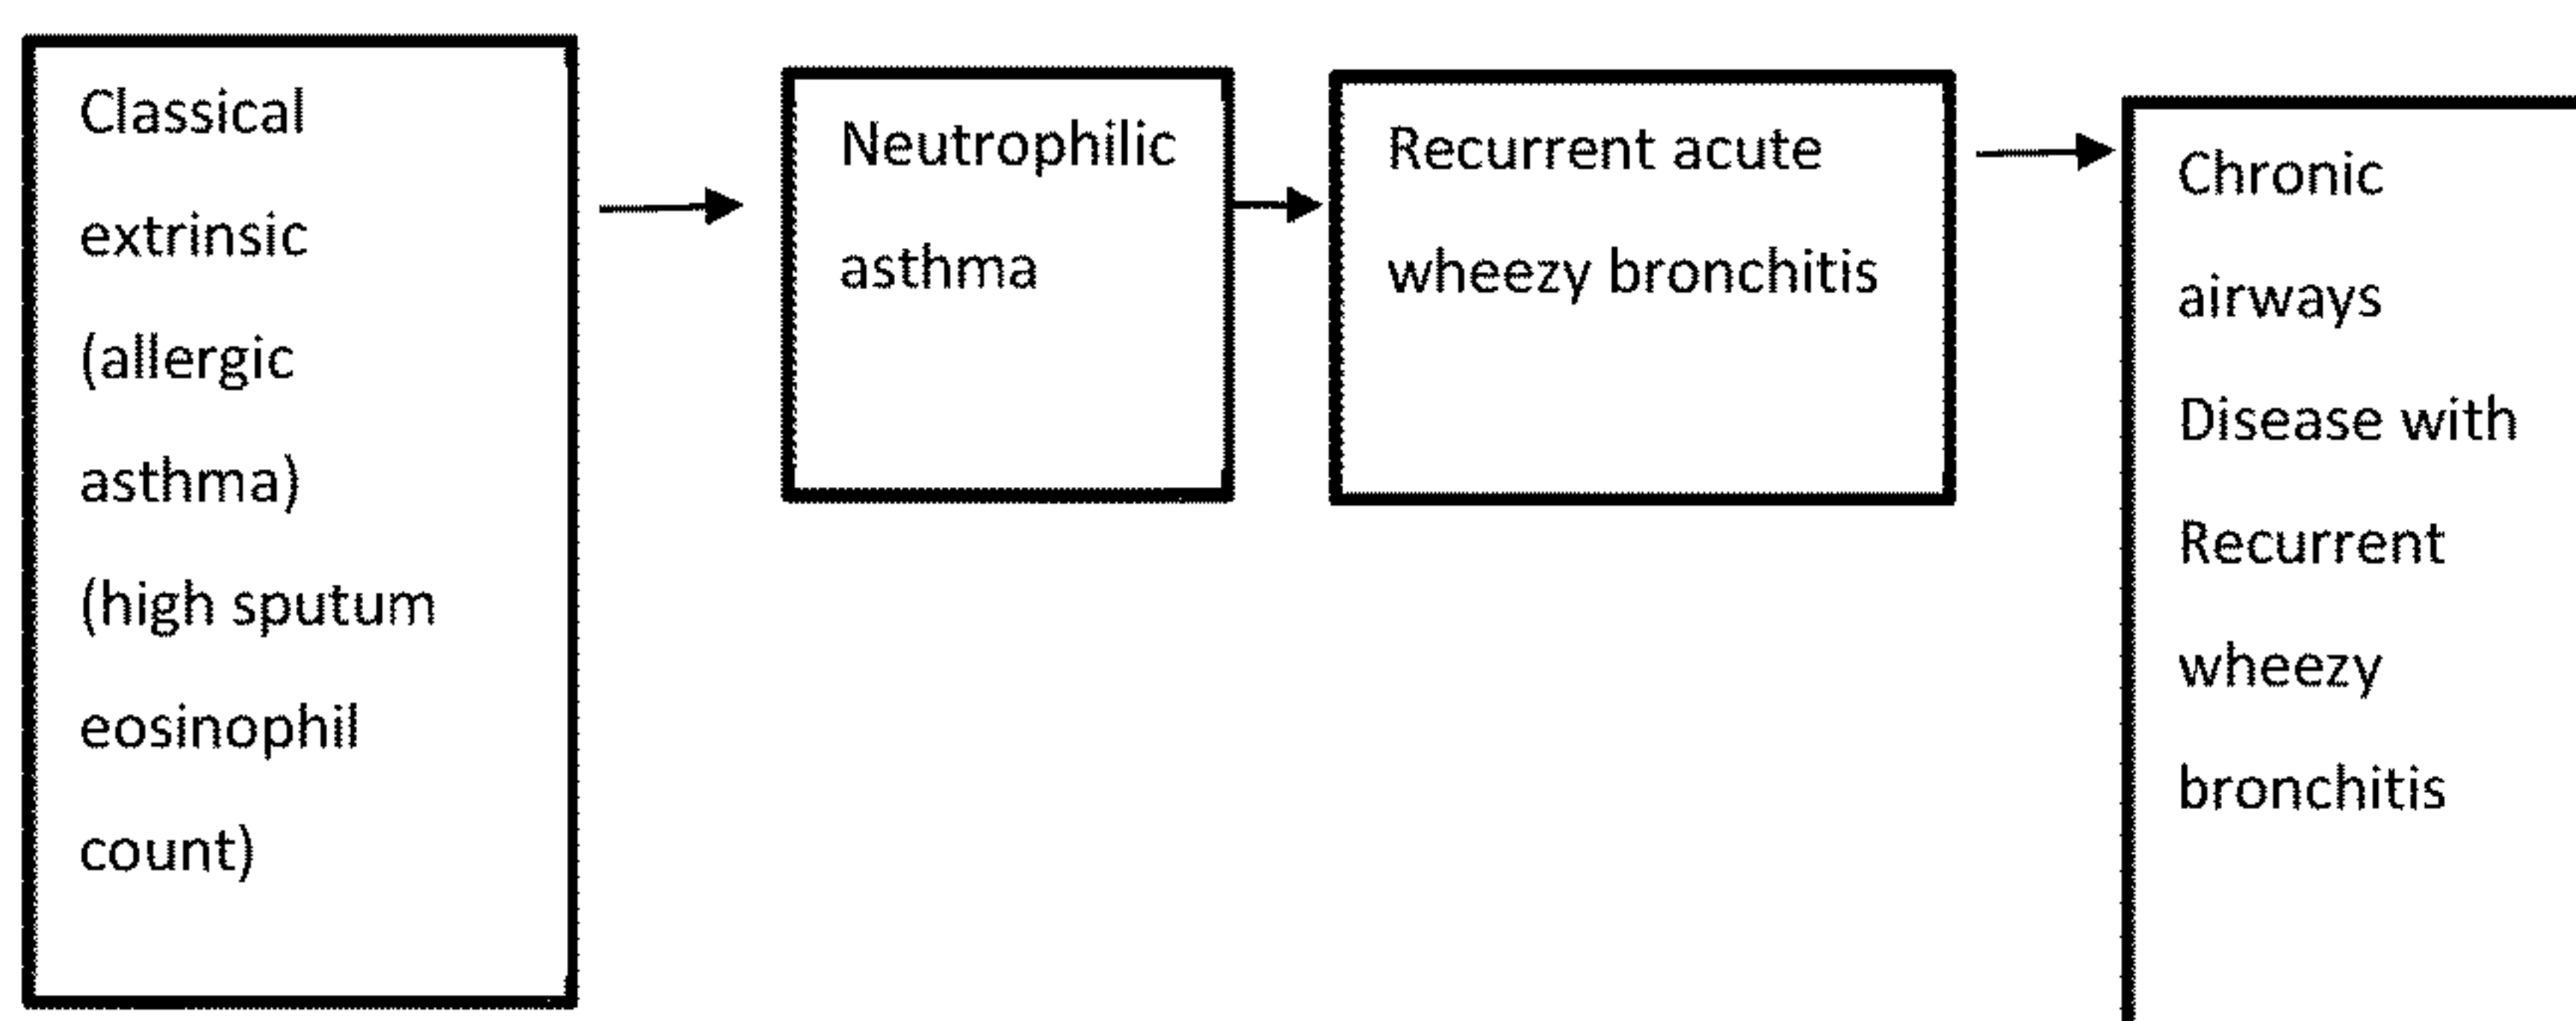 Classical
extrinsic
(allergic
asthma)
(high sputum
eosinophil
count)
Neutrophilic
asthma
Recurrent acute
wheezy bronchitis
Chronic
airways
Disease with
Recurrent
wheezy
bronchitis